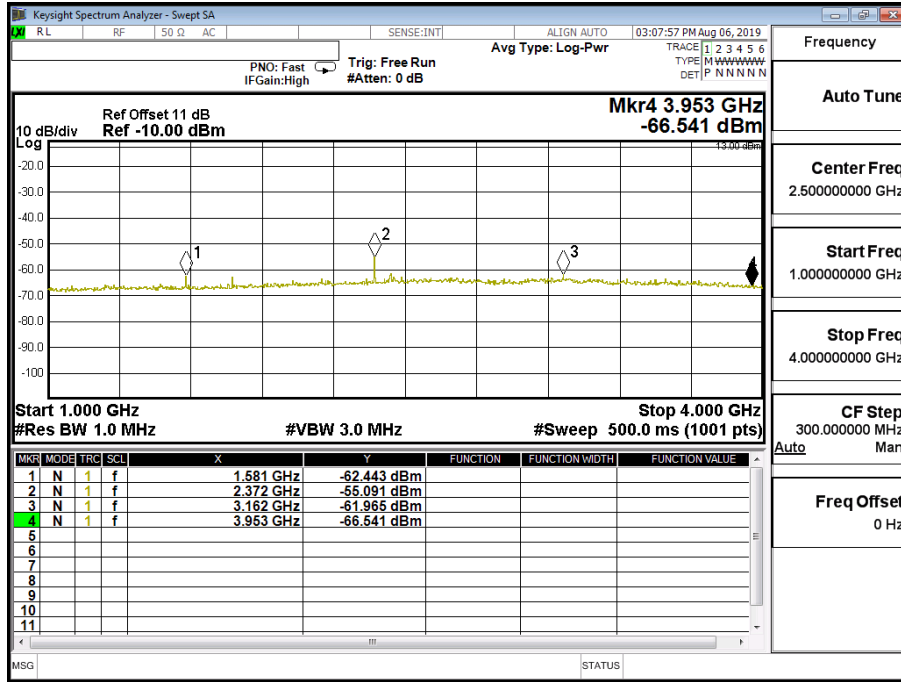 Keysight Spectrum Analyzer - Swept SA
LXI RL RF 50 Ω AC SENSE:INT ALIGN AUTO 03:07:57 PM Aug 06, 2019
Frequency
Avg Type: Log-Pwr
TRACE 1 2 3 4 5 6
TYPE M WWWWW
DET P N N N N N
PNO: Fast
IFGain:High
Trig: Free Run
#Atten: 0 dB
Auto Tune
Mkr4 3.953 GHz
-66.541 dBm
Ref Offset 11 dB
Ref -10.00 dBm
10 dB/div
Log
13.00 dBm
-20.0
-30.0
-40.0
-50.0
-60.0
-70.0
-80.0
-90.0
-100
1
2
3
Center Freq
2.500000000 GHz
Start Freq
1.000000000 GHz
Stop Freq
4.000000000 GHz
CF Step
300.000000 MHz
Auto Man
Freq Offset
0 Hz
Start 1.000 GHz Stop 4.000 GHz
#Res BW 1.0 MHz #VBW 3.0 MHz #Sweep 500.0 ms (1001 pts)
MKR MODE TRC SCL X Y FUNCTION FUNCTION WIDTH FUNCTION VALUE
1 N 1 f 1.581 GHz -62.443 dBm
2 N 1 f 2.372 GHz -55.091 dBm
3 N 1 f 3.162 GHz -61.965 dBm
4 N 1 f 3.953 GHz -66.541 dBm
5
6
7
8
9
10
11
MSG STATUS